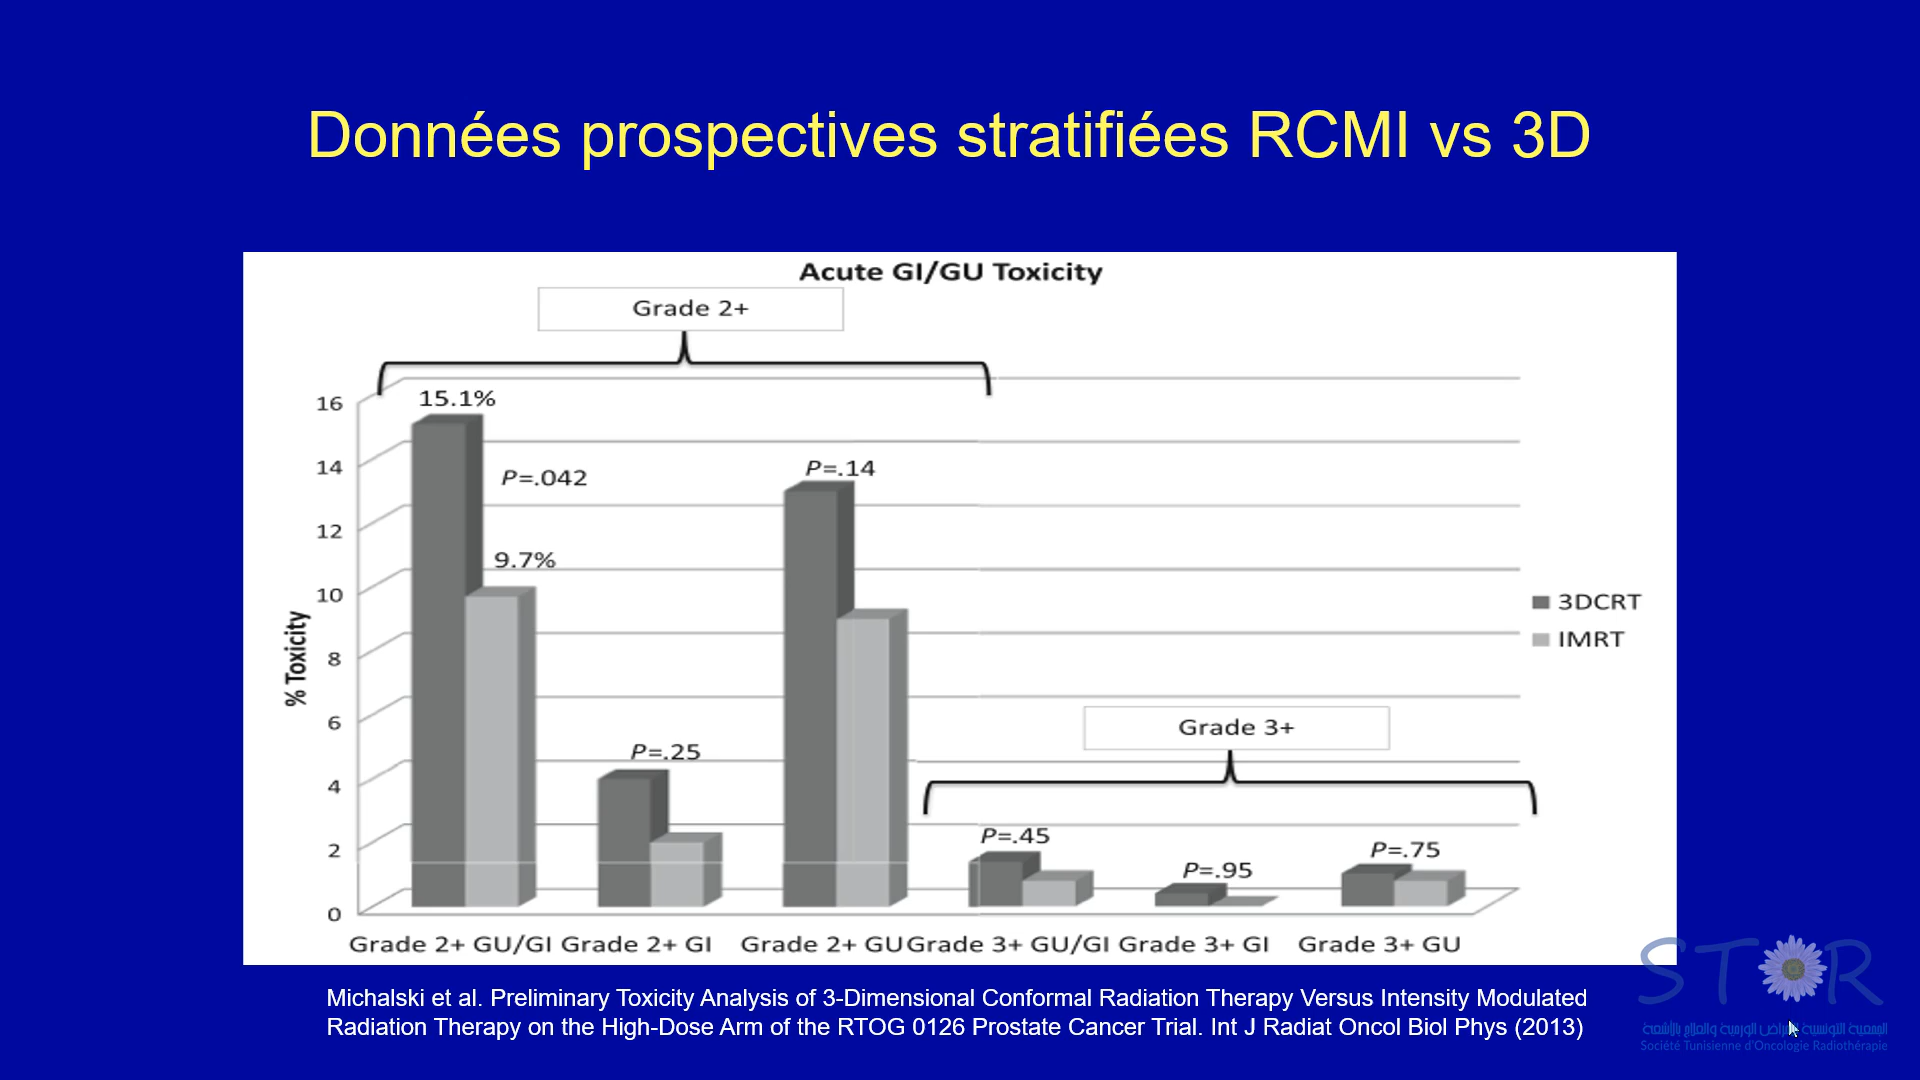 Données prospectives stratifiées RCMI vs 3D
Acute GI/GU Toxicity
Grade 2+
15.1%
P=.042
9.7%
P=.25
P=.14
Grade 3+
P=.45
P=.95
P=.75
% Toxicity
16
14
12
10
8
6
4
2
0
3DCRT
IMRT
Grade 2+ GU/GI Grade 2+ GI Grade 2+ GU Grade 3+ GU/GI Grade 3+ GI Grade 3+ GU
Michalski et al. Preliminary Toxicity Analysis of 3-Dimensional Conformal Radiation Therapy Versus Intensity Modulated
Radiation Therapy on the High-Dose Arm of the RTOG 0126 Prostate Cancer Trial. Int J Radiat Oncol Biol Phys (2013)
STOR
الجمعية التونسية للأمراض الورمية والعلاج بالأشعة
Société Tunisienne d'Oncologie Radiothérapie